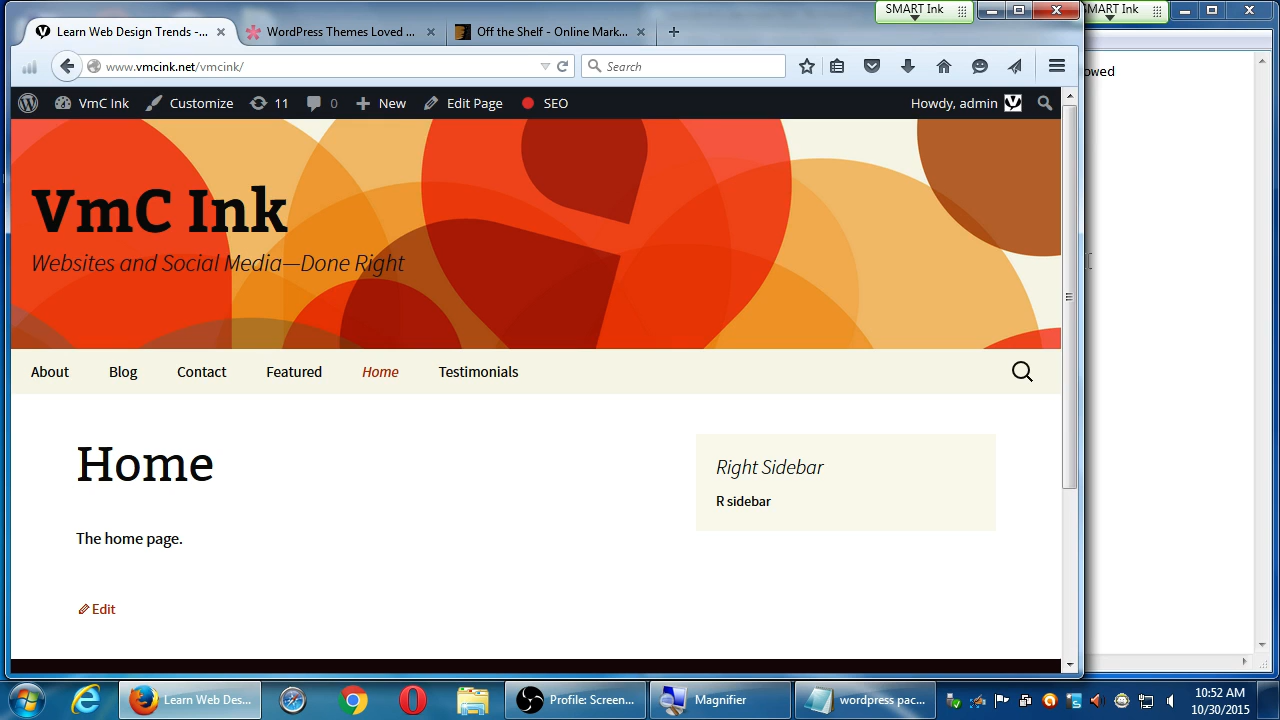 SMART Ink
SMART Ink
Learn Web Design Trends -...
WordPress Themes Loved ...
Off the Shelf - Online Mark...
www.vmcink.net/vmcink/
Search
owed
VmC Ink
Customize
11
0
New
Edit Page
SEO
Howdy, admin
VmC Ink
Websites and Social Media—Done Right
About
Blog
Contact
Featured
Home
Testimonials
Home
Right Sidebar
R sidebar
The home page.
Edit
Learn Web Des...
Profile: Screen...
Magnifier
wordpress pac...
10:52 AM
10/30/2015